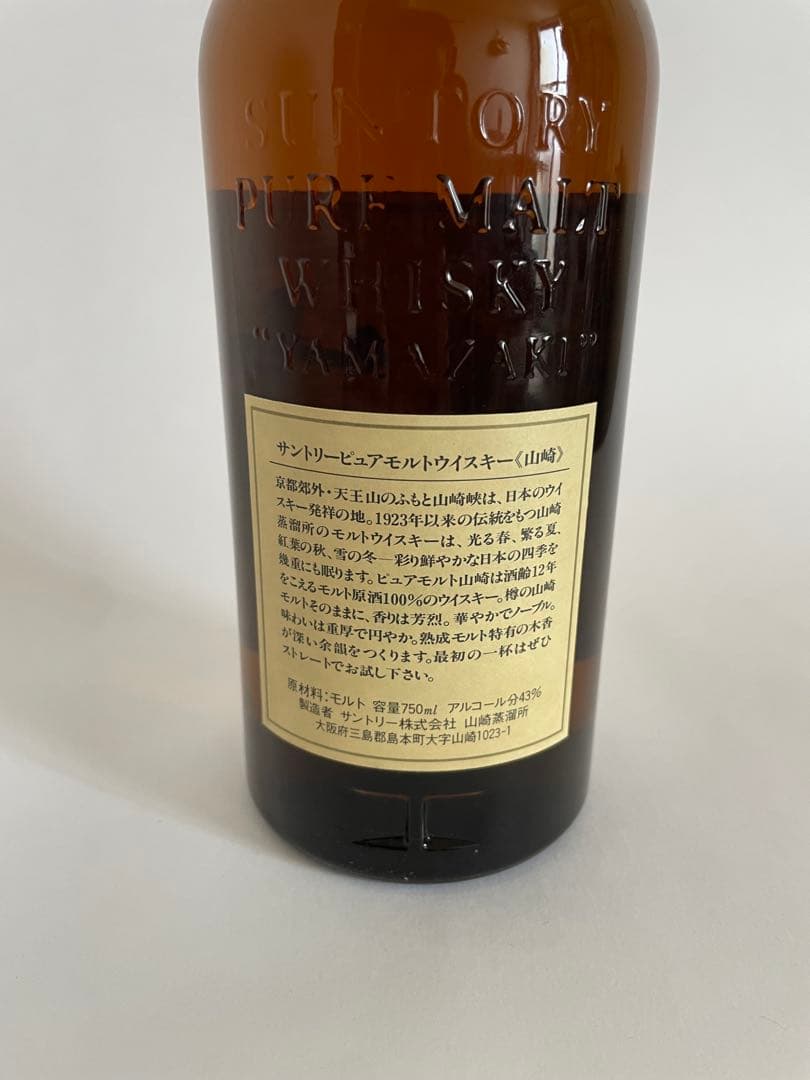 SUNTORY
PURE MALT
WHISKY
“YAMAZAKI”
サントリーピュアモルトウイスキー《山崎》
京都郊外・天王山のふもと山崎峡は、日本のウイ
スキー発祥の地。1923年以来の伝統をもつ山崎
蒸溜所のモルトウイスキーは、光る春、繁る夏、
紅葉の秋、雪の冬—彩り鮮やかな日本の四季を
幾重にも眠ります。ピュアモルト山崎は酒齢12年
をこえるモルト原酒100%のウイスキー。樽の山崎
モルトそのままに、香りは芳烈。華やかでノーブル。
味わいは重厚で円やか。熟成モルト特有の木香
が深い余韻をつくります。最初の一杯はぜひ
ストレートでお試し下さい。
原材料:モルト 容量750ml アルコール分43%
製造者 サントリー株式会社 山崎蒸溜所
大阪府三島郡島本町大字山崎1023-1